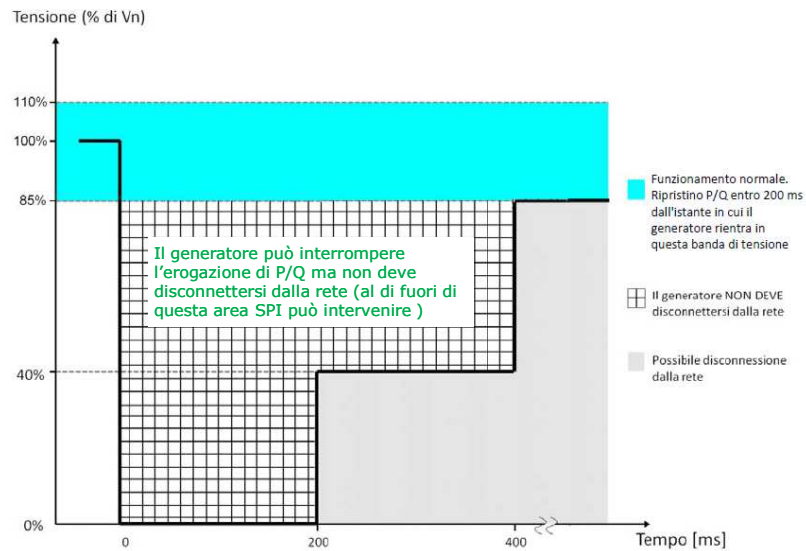 Tensione (% di Vn)
110%
100%
85%
40%
0%
Il generatore può interrompere
l'erogazione di P/Q ma non deve
disconnettersi dalla rete (al di fuori di
questa area SPI può intervenire )
0
200
400
Tempo [ms]
Funzionamento normale.
Ripristino P/Q entro 200 ms
dall'istante in cui il
generatore rientra in
questa banda di tensione
Il generatore NON DEVE
disconnettersi dalla rete
Possibile disconnessione
dalla rete